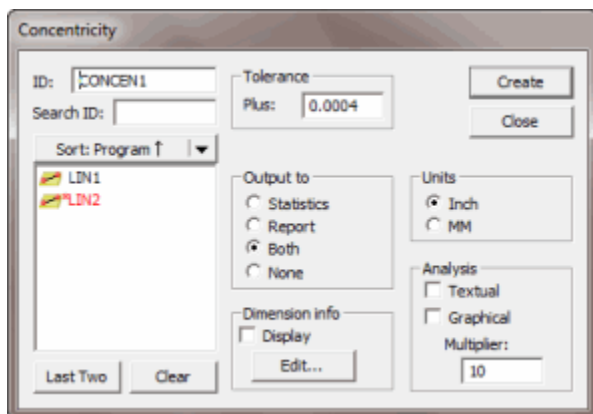 Concentricity
ID: CONCEN1
Search ID:
Sort: Program ↑
LIN1
*LIN2
Last Two
Clear
Tolerance
Plus: 0.0004
Output to
Statistics
Report
Both
None
Dimension info
Display
Edit...
Create
Close
Units
Inch
MM
Analysis
Textual
Graphical
Multiplier:
10